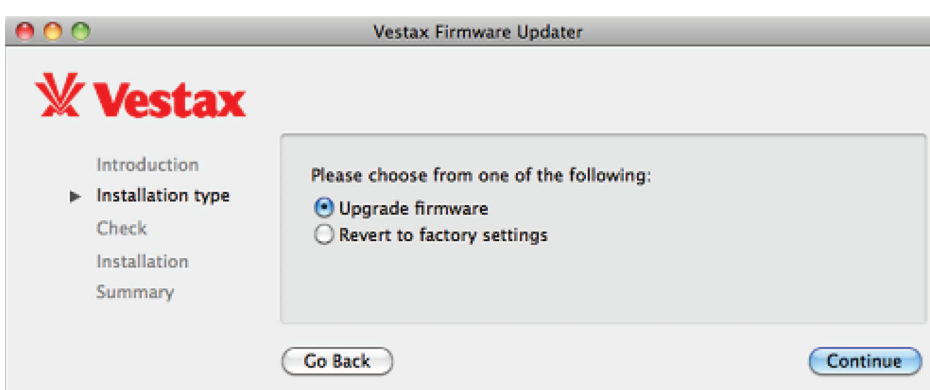 Vestax Firmware Updater
Vestax
Introduction
Installation type
Check
Installation
Summary
Please choose from one of the following:
Upgrade firmware
Revert to factory settings
Go Back
Continue